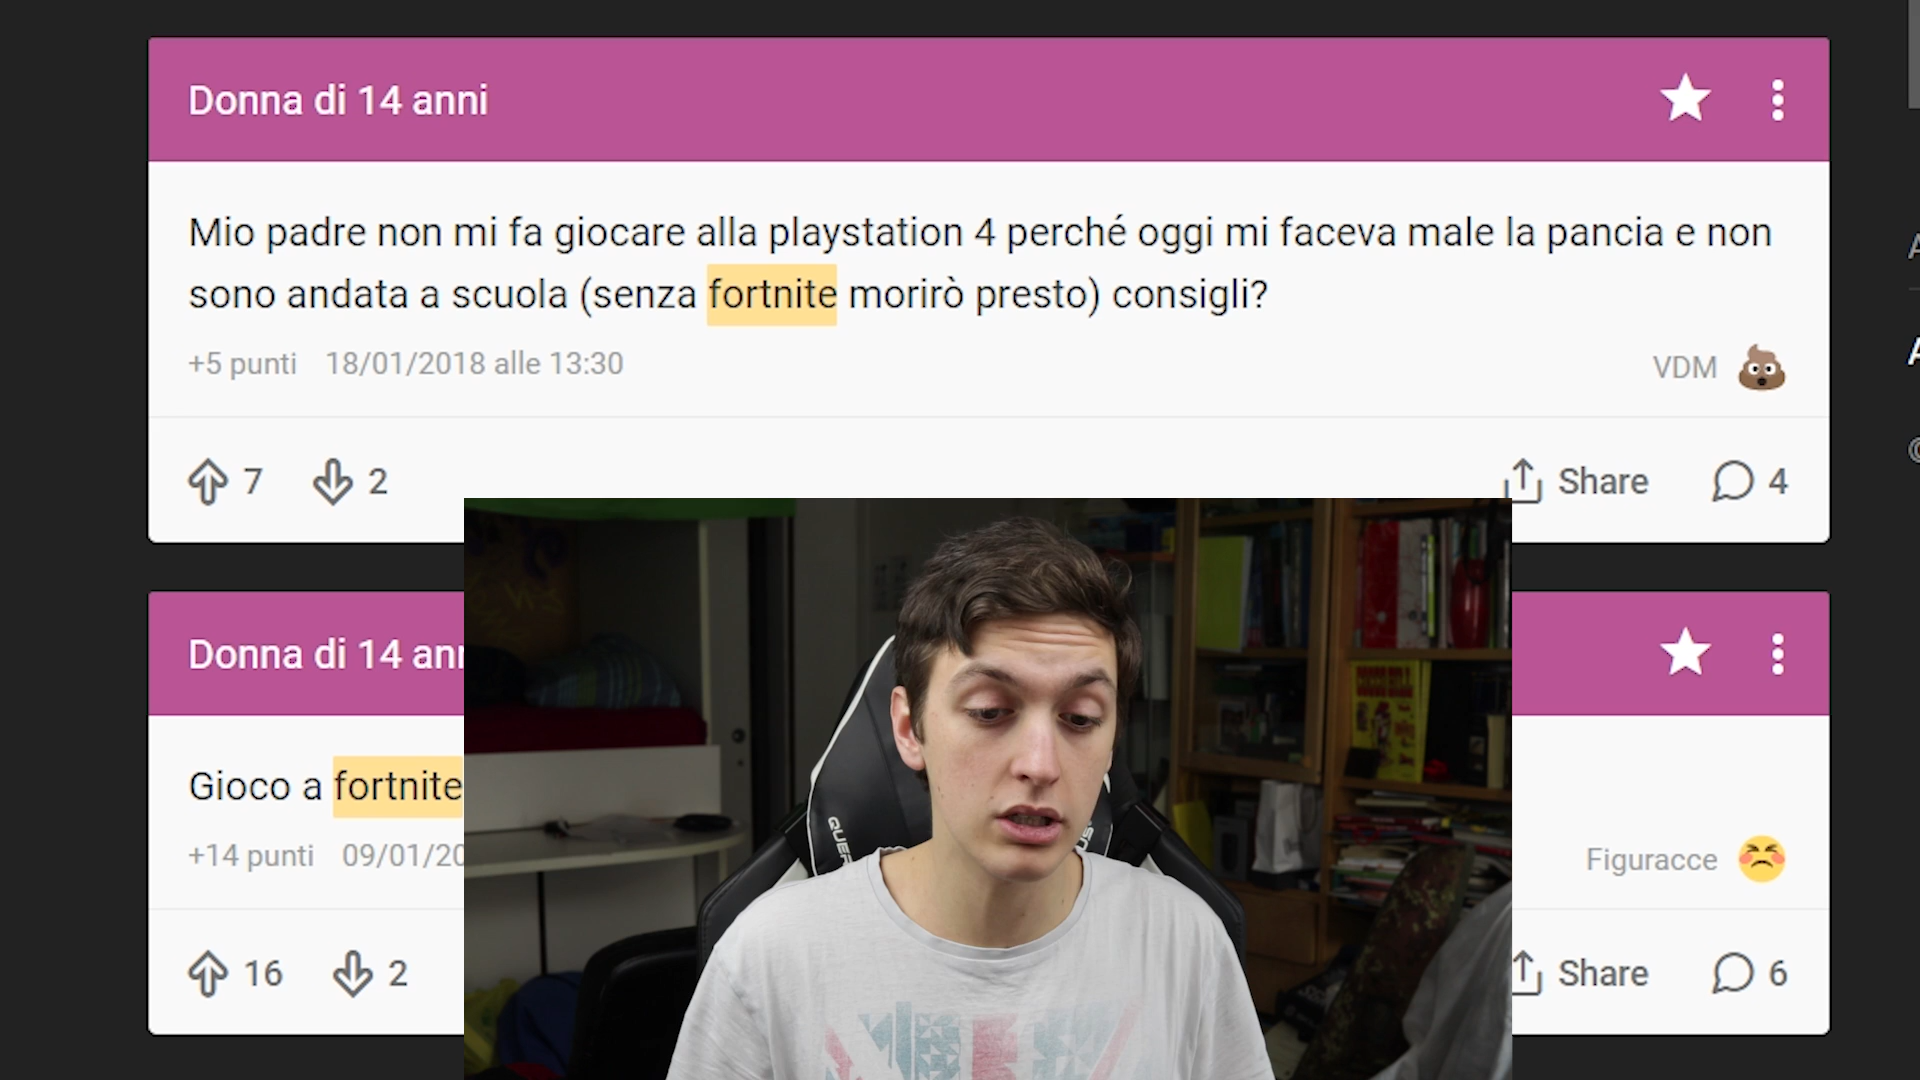 Donna di 14 anni
Mio padre non mi fa giocare alla playstation 4 perché oggi mi faceva male la pancia e non
sono andata a scuola (senza fortnite morirò presto) consigli?
+5 punti 18/01/2018 alle 13:30
VDM
7 2
Share 4
Donna di 14
Gioco a fortnite
+14 punti 09/01/20
Figuracce
16 2
Share 6